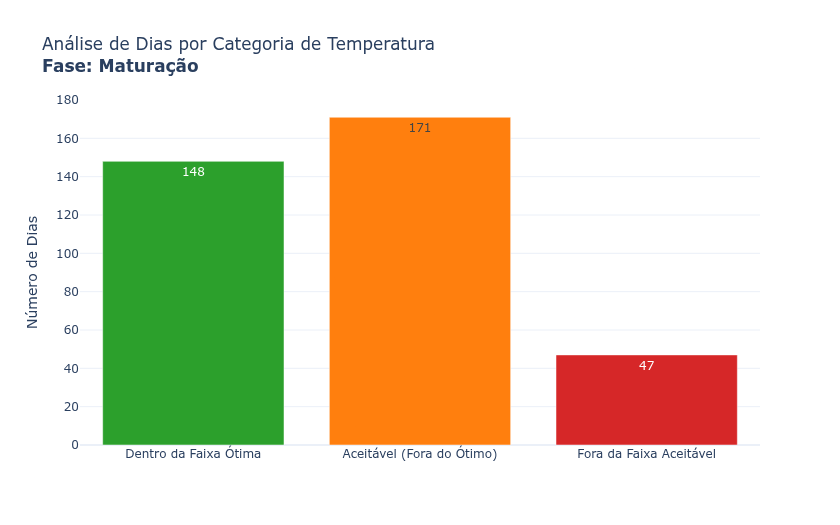 Análise de Dias por Categoria de Temperatura
Fase: Maturação
Número de Dias
180
160
140
120
100
80
60
40
20
0
148
171
47
Dentro da Faixa Ótima
Aceitável (Fora do Ótimo)
Fora da Faixa Aceitável